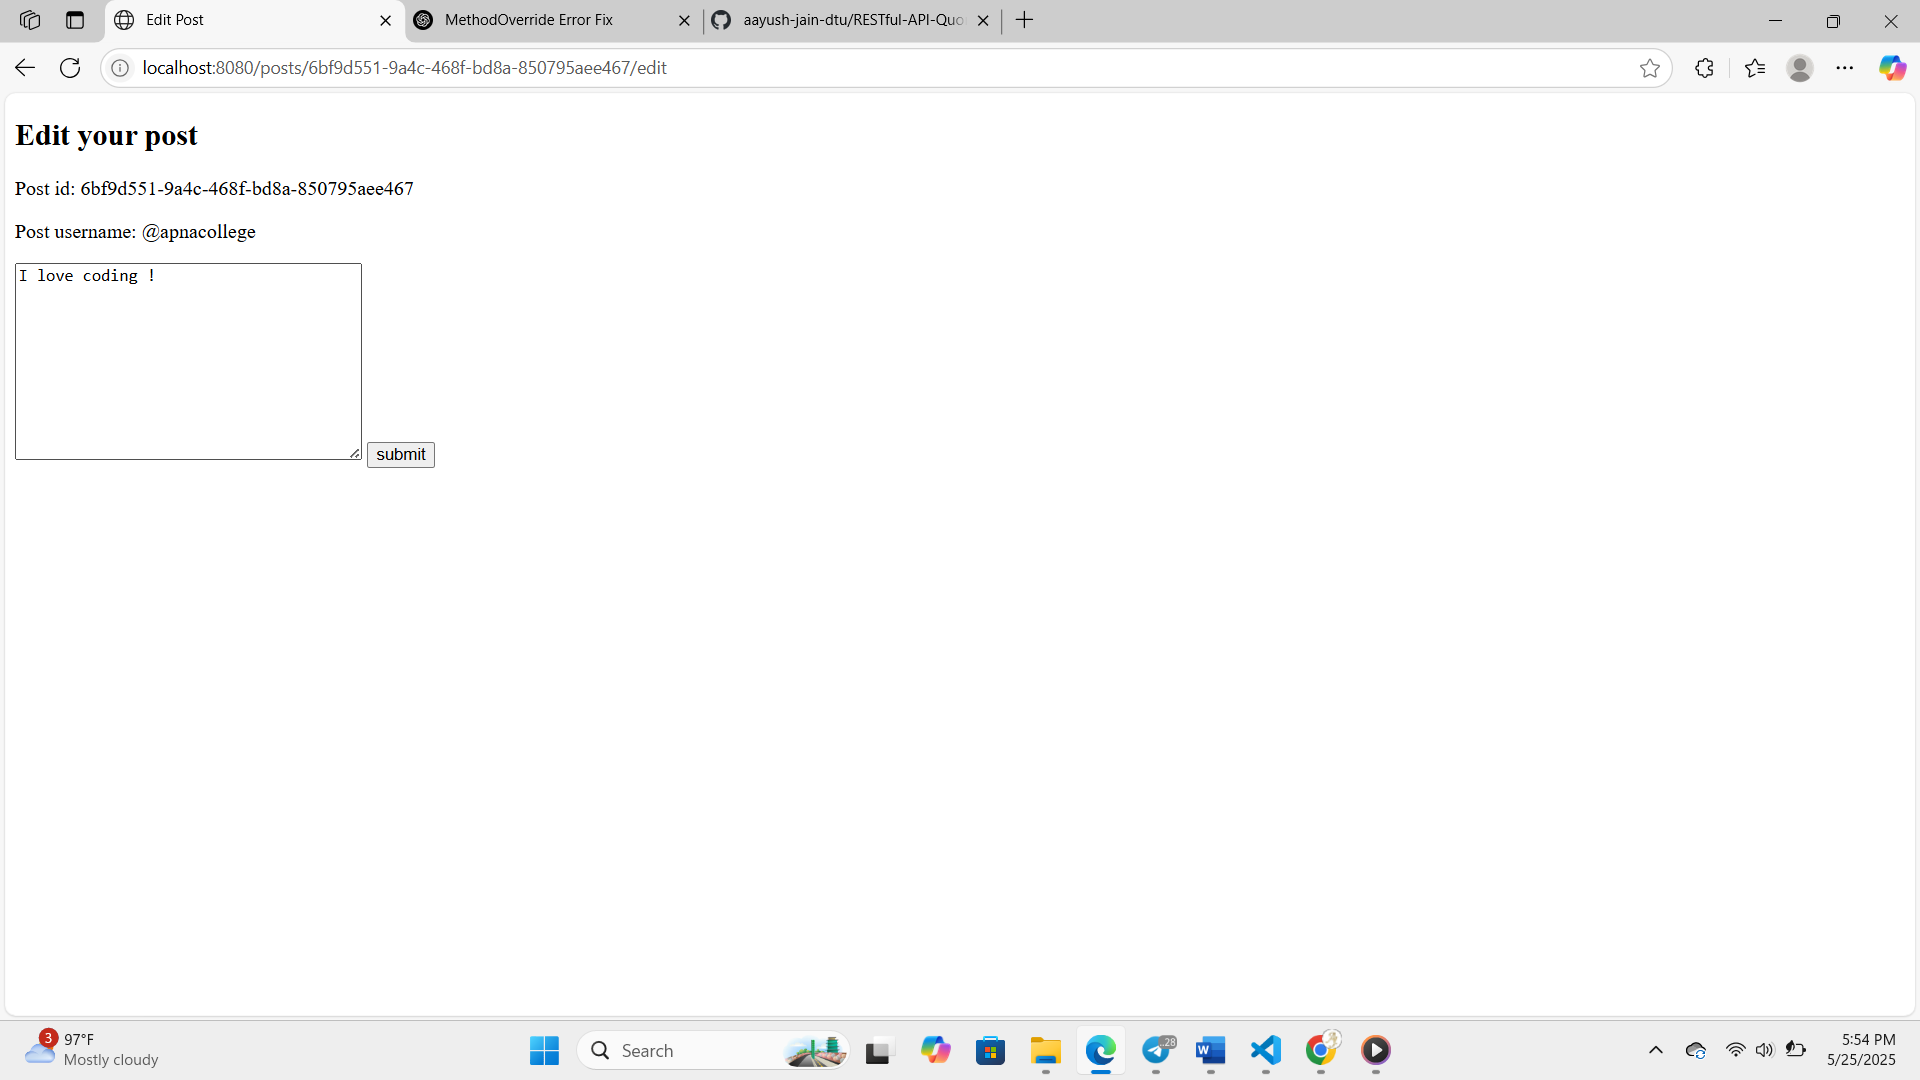 Edit Post
MethodOverride Error Fix
aayush-jain-dtu/RESTful-API-Quo
localhost:8080/posts/6bf9d551-9a4c-468f-bd8a-850795aee467/edit
Edit your post
Post id: 6bf9d551-9a4c-468f-bd8a-850795aee467
Post username: @apnacollege
I love coding !
submit
3
97°F
Mostly cloudy
Search
..28
W
5:54 PM
5/25/2025